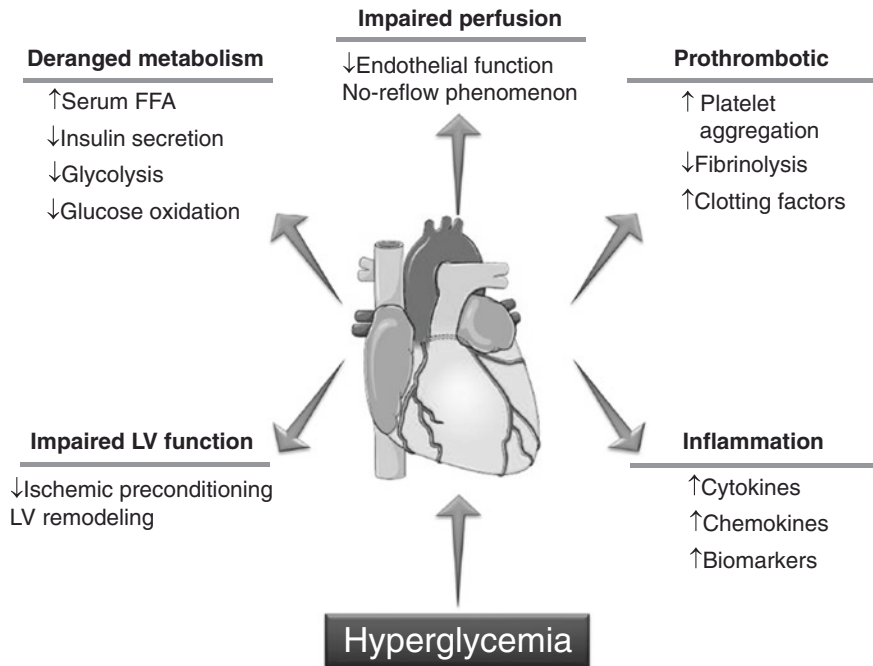 Impaired perfusion
↓Endothelial function
No-reflow phenomenon
Deranged metabolism
↑Serum FFA
↓Insulin secretion
↓Glycolysis
↓Glucose oxidation
Prothrombotic
↑ Platelet
aggregation
↓Fibrinolysis
↑Clotting factors
Impaired LV function
↓Ischemic preconditioning
LV remodeling
Inflammation
↑Cytokines
↑Chemokines
↑Biomarkers
Hyperglycemia